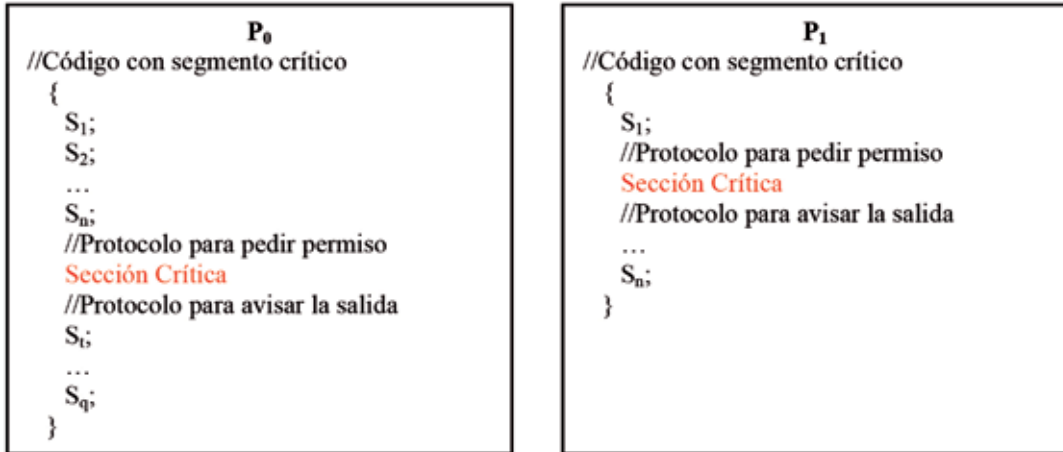 P₀
//Código con segmento crítico
{
S₁;
S₂;
…
Sₙ;
//Protocolo para pedir permiso
Sección Crítica
//Protocolo para avisar la salida
Sₜ;
…
S_q;
}
P₁
//Código con segmento crítico
{
S₁;
//Protocolo para pedir permiso
Sección Crítica
//Protocolo para avisar la salida
…
Sₙ;
}